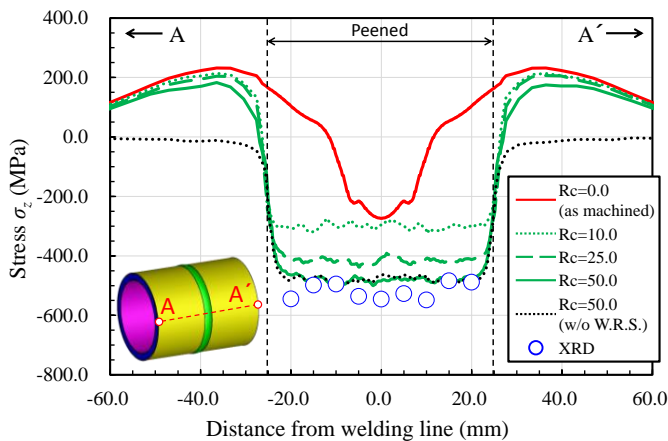 400.0
200.0
0.0
-200.0
-400.0
-600.0
-800.0
Stress σz (MPa)
A
Peened
A´
Rc=0.0
(as machined)
Rc=10.0
Rc=25.0
Rc=50.0
Rc=50.0
(w/o W.R.S.)
XRD
A
A´
-60.0 -40.0 -20.0 0.0 20.0 40.0 60.0
Distance from welding line (mm)